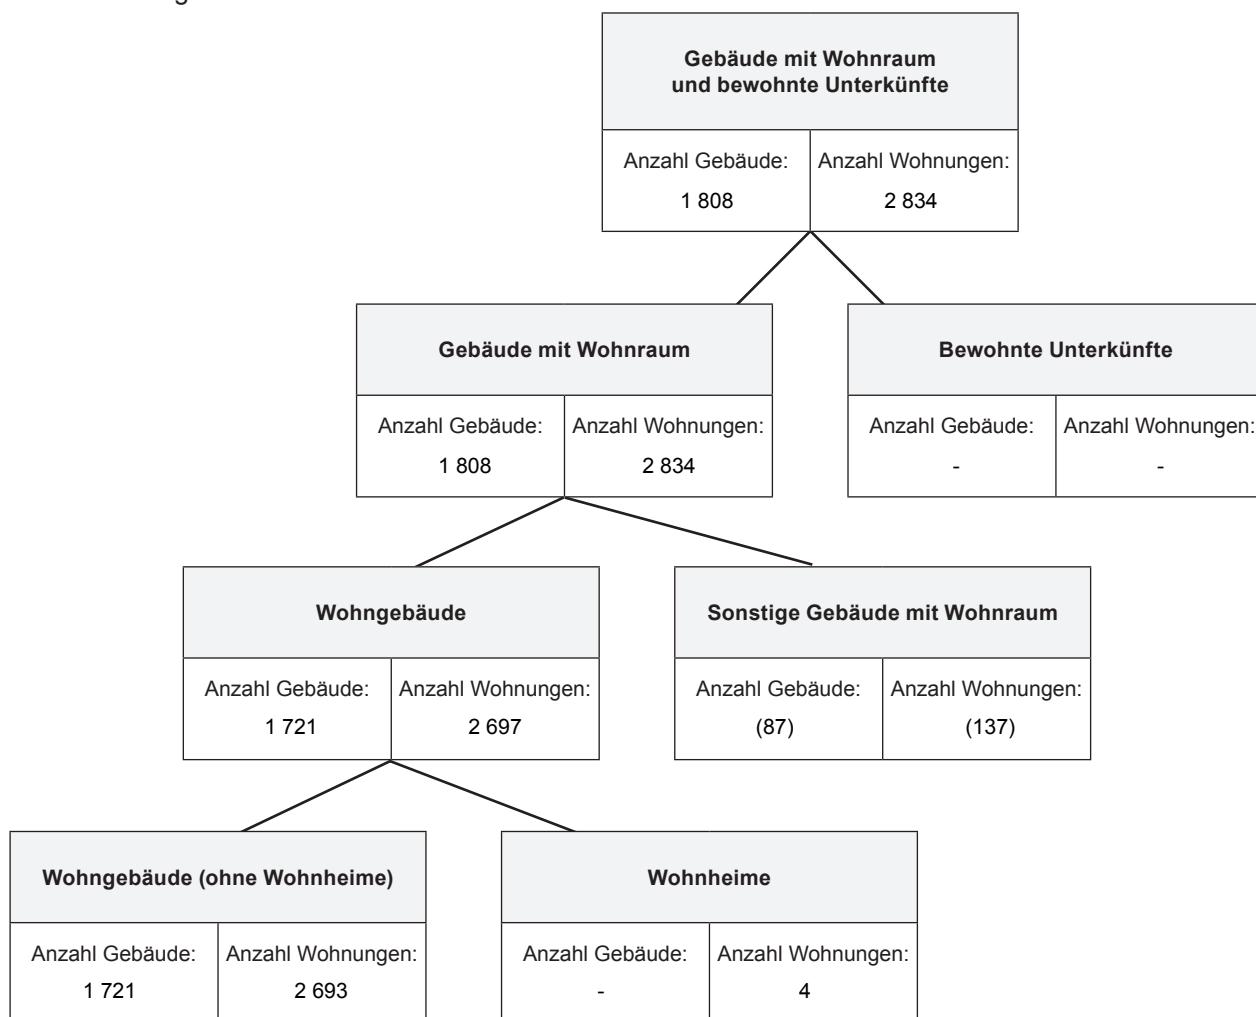 Gebäude mit Wohnraum
und bewohnte Unterkünfte
Anzahl Gebäude: Anzahl Wohnungen:
1 808 2 834
Gebäude mit Wohnraum
Anzahl Gebäude: Anzahl Wohnungen:
1 808 2 834
Bewohnte Unterkünfte
Anzahl Gebäude: Anzahl Wohnungen:
- -
Wohngebäude
Anzahl Gebäude: Anzahl Wohnungen:
1 721 2 697
Sonstige Gebäude mit Wohnraum
Anzahl Gebäude: Anzahl Wohnungen:
(87) (137)
Wohngebäude (ohne Wohnheime)
Anzahl Gebäude: Anzahl Wohnungen:
1 721 2 693
Wohnheime
Anzahl Gebäude: Anzahl Wohnungen:
- 4